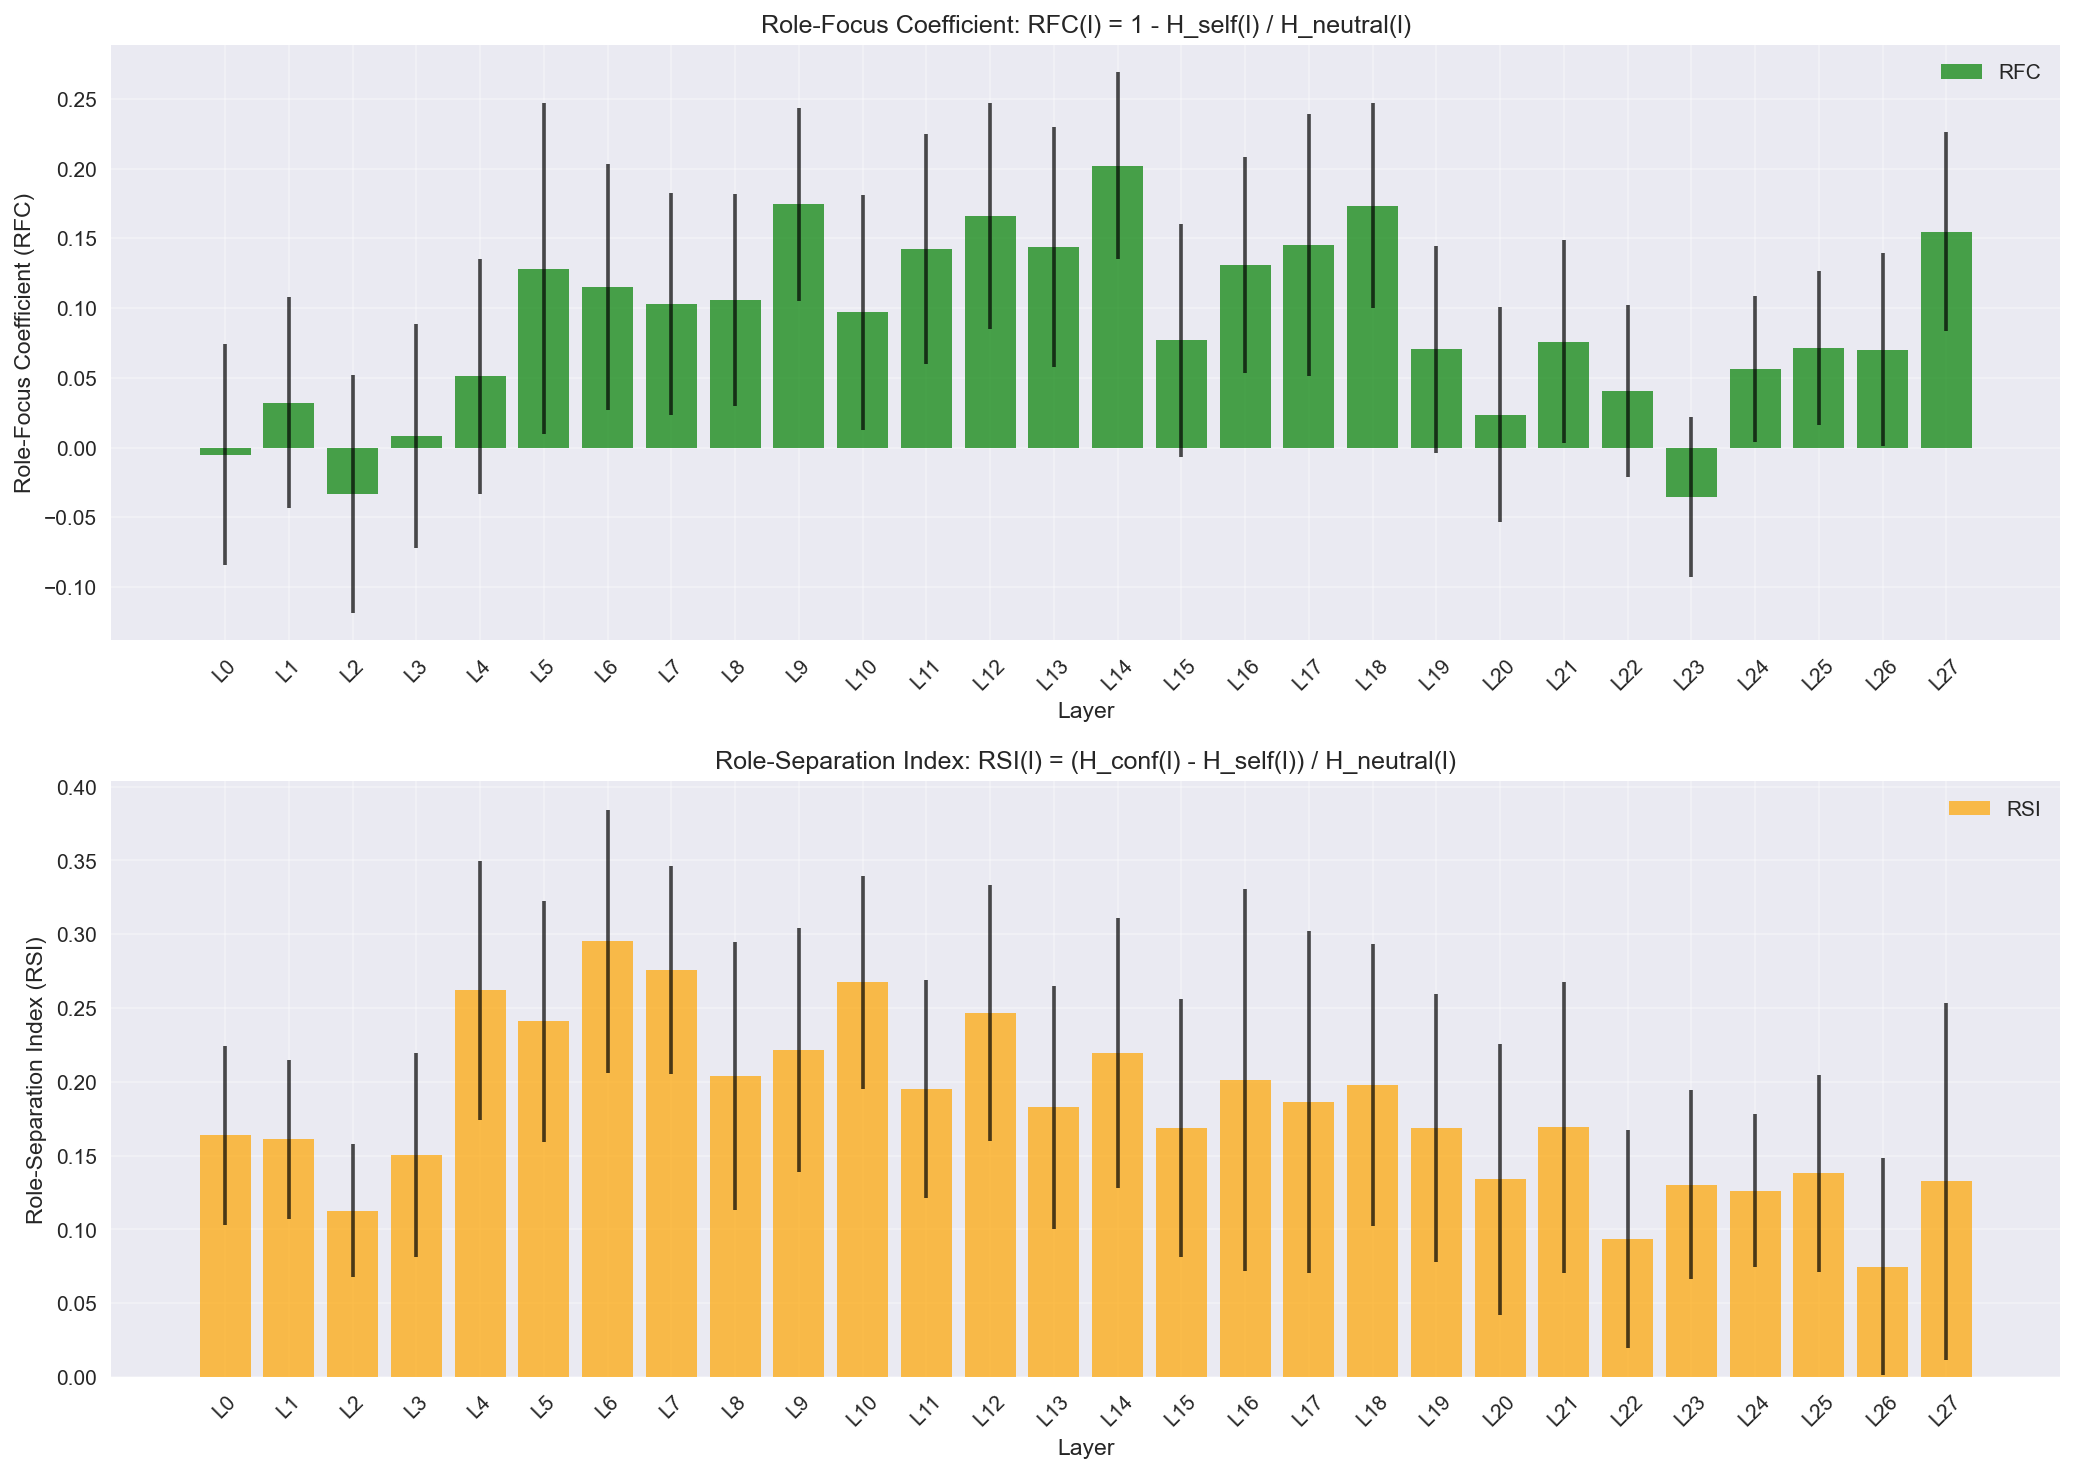 Role-Focus Coefficient: RFC(l) = 1 - H_self(l) / H_neutral(l)
RFC
Role-Focus Coefficient (RFC)
0.25
0.20
0.15
0.10
0.05
0.00
−0.05
−0.10
L0 L1 L2 L3 L4 L5 L6 L7 L8 L9 L10 L11 L12 L13 L14 L15 L16 L17 L18 L19 L20 L21 L22 L23 L24 L25 L26 L27
Layer
Role-Separation Index: RSI(l) = (H_conf(l) - H_self(l)) / H_neutral(l)
RSI
Role-Separation Index (RSI)
0.40
0.35
0.30
0.25
0.20
0.15
0.10
0.05
0.00
L0 L1 L2 L3 L4 L5 L6 L7 L8 L9 L10 L11 L12 L13 L14 L15 L16 L17 L18 L19 L20 L21 L22 L23 L24 L25 L26 L27
Layer